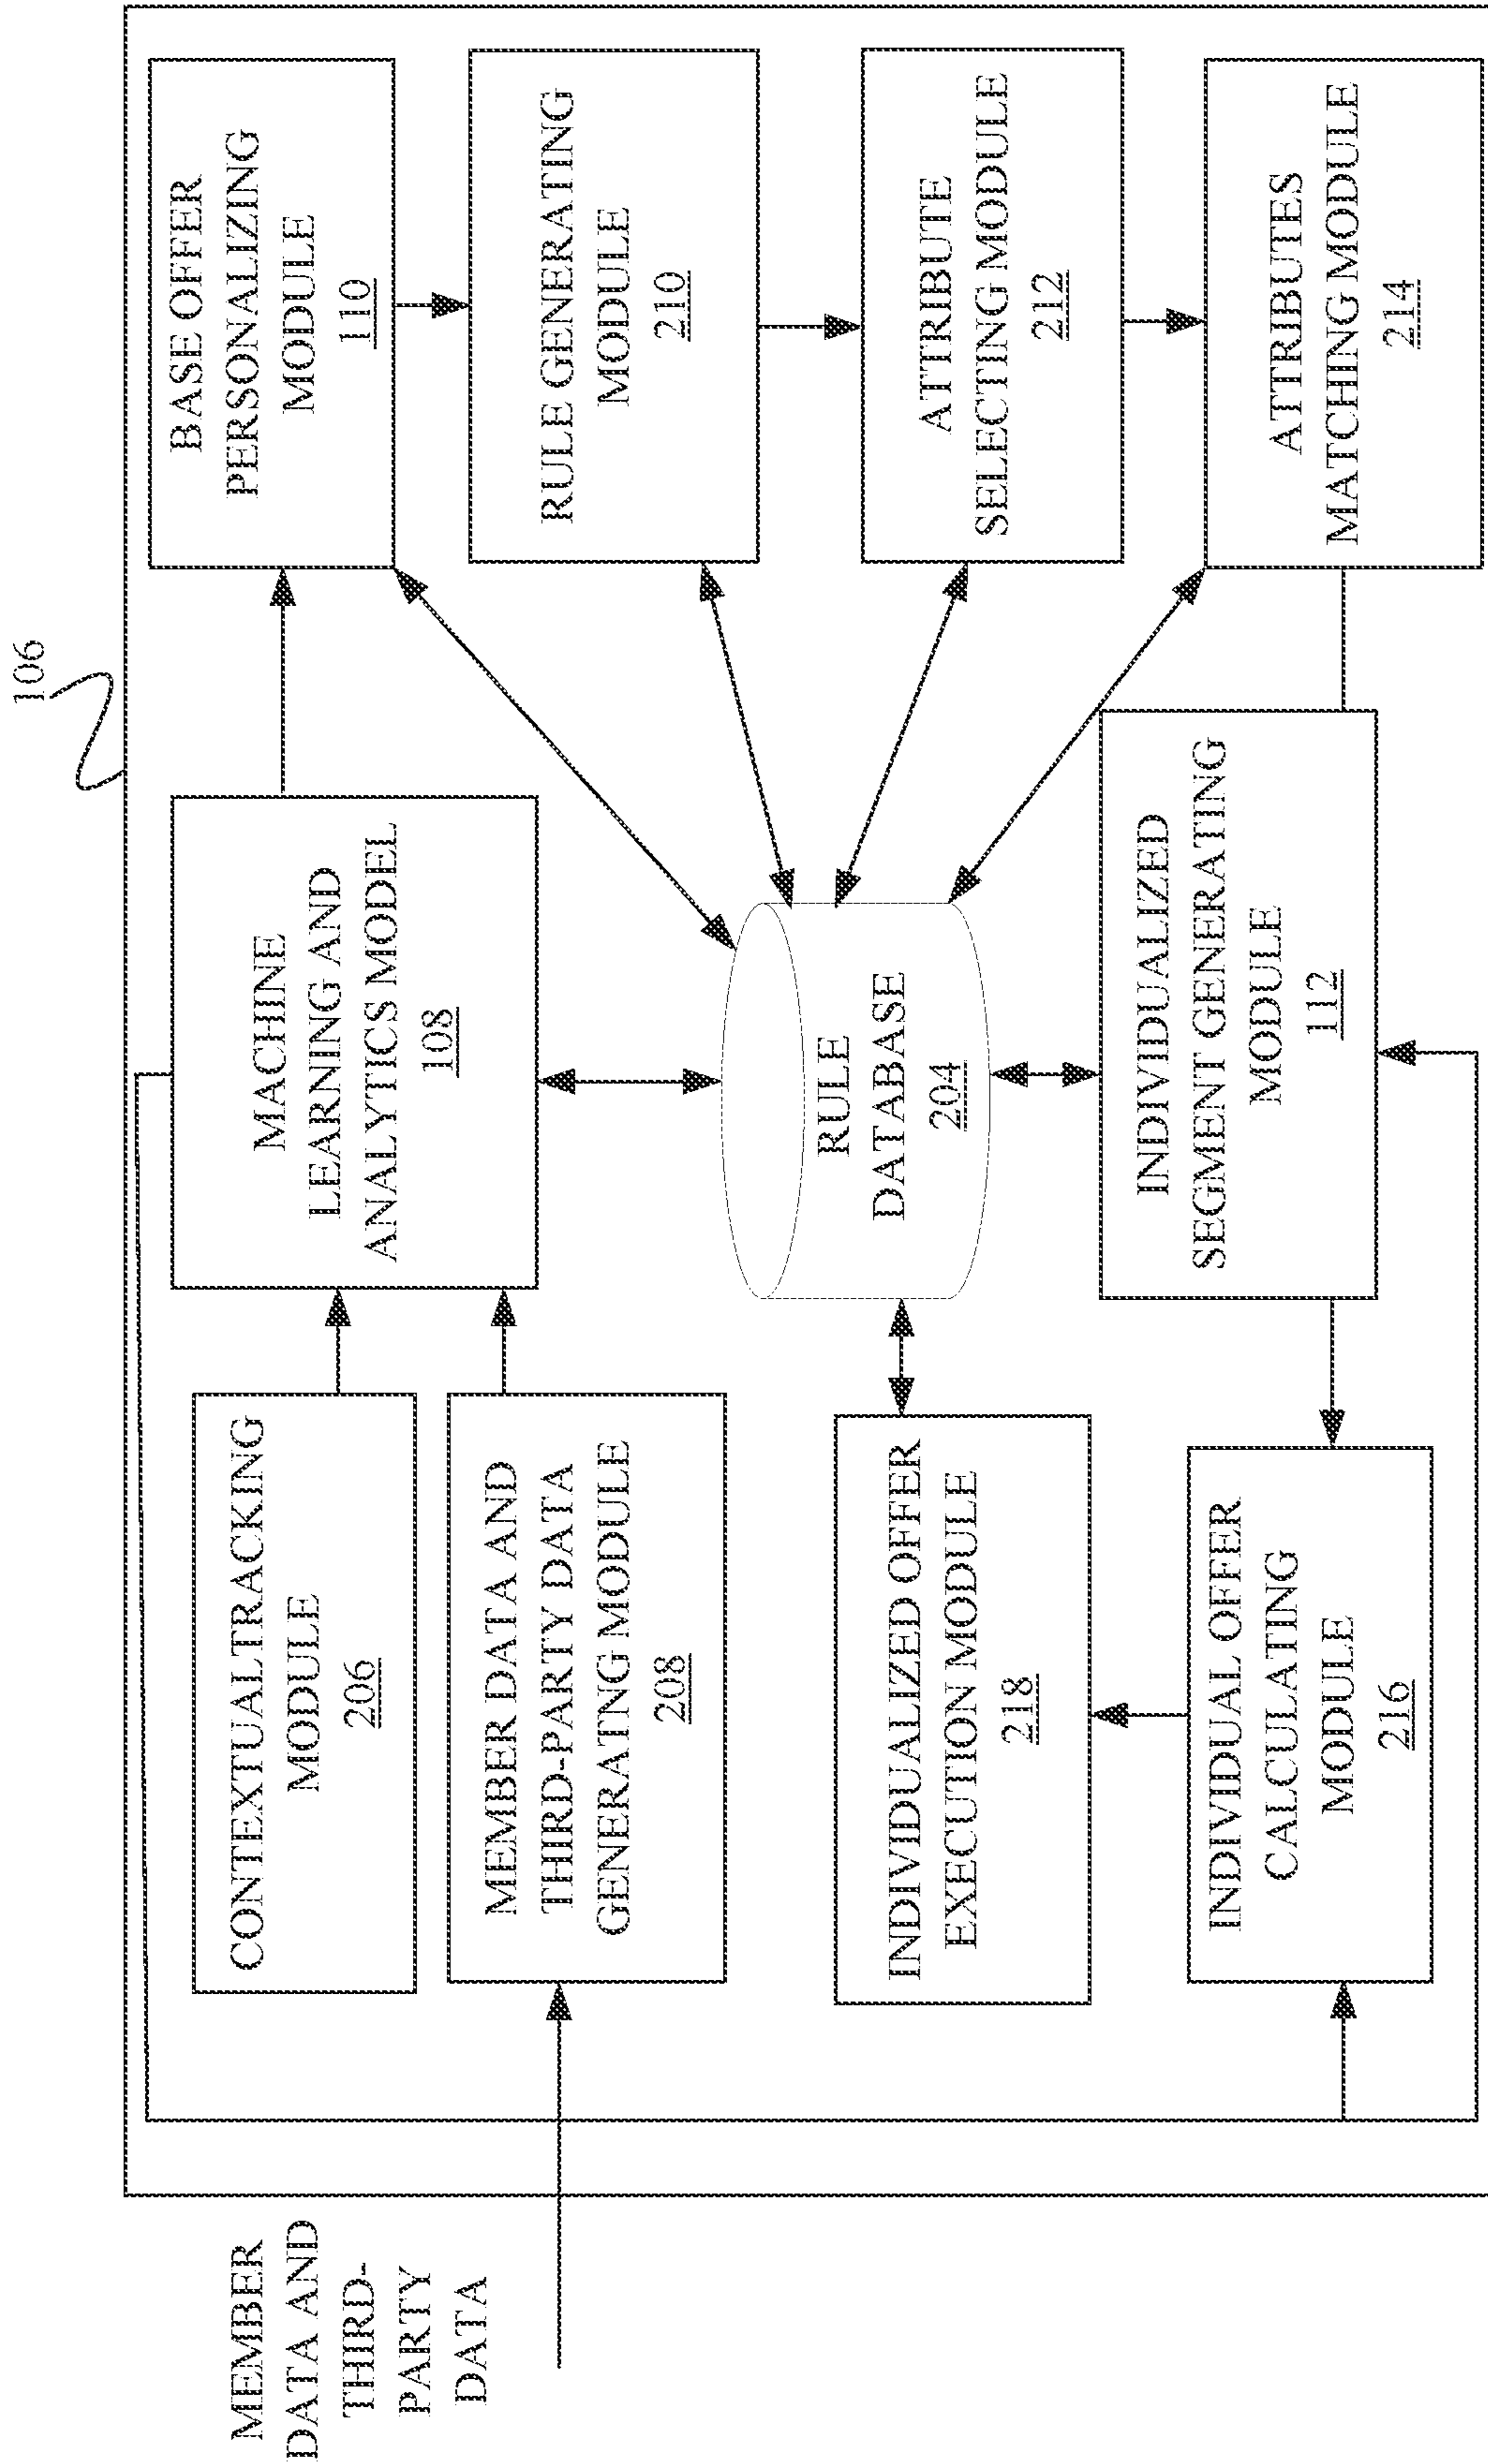 106
MEMBER
DATA AND
THIRD-
PARTY
DATA
CONTEXTUALTRACKING
MODULE
206
MEMBER DATA AND
THIRD-PARTY DATA
GENERATNG MODULE
208
MACHINE
LEARNING AND
ANALYTICS MODEL
108
BASE OFFER
PERSONALIZING
MODULE
110
RULE GENERATING
MODULE
210
ATTRIBUTE
SELECTING MODULE
212
ATTRIBUTES
MATCHING MODULE
214
RULE
DATABASE
204
INDIVIDUALIZED
SEGMENT GENERATING
MODULE
112
INDIVIDUALIZED OFFER
EXECUTION MODULE
218
INDIVIDUAL OFFER
CALCULATING
MODULE
216